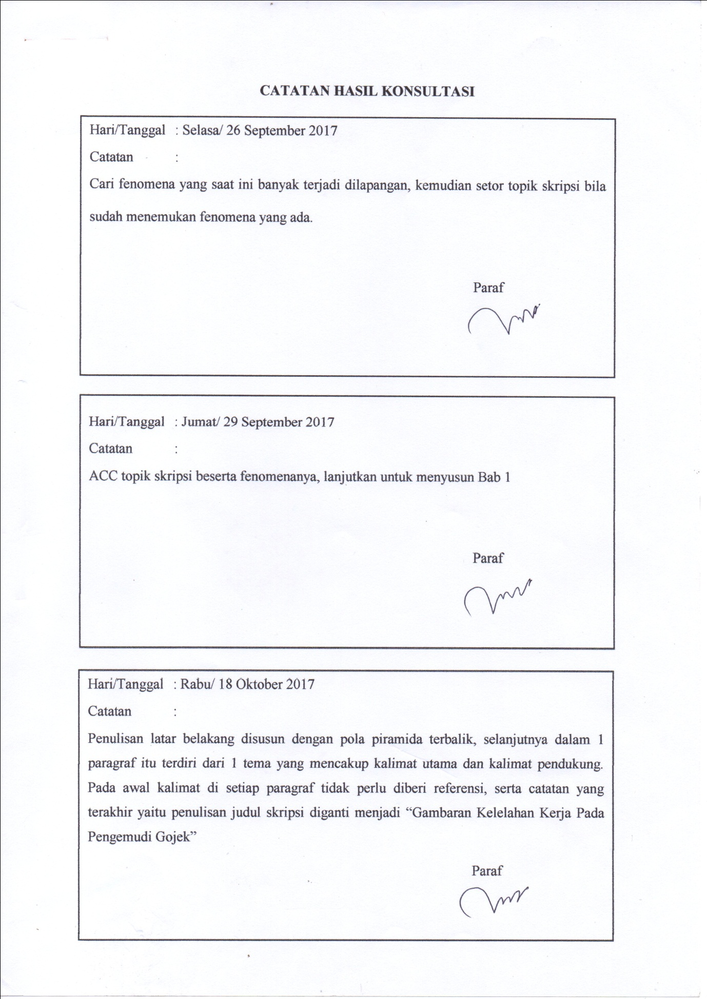 CATATAN HASIL KONSULTASI
Hari/Tanggal : Selasa/ 26 September 2017
Catatan :
Cari fenomena yang saat ini banyak terjadi dilapangan, kemudian setor topik skripsi bila
sudah menemukan fenomena yang ada.
Paraf
Hari/Tanggal : Jumat/ 29 September 2017
Catatan :
ACC topik skripsi beserta fenomenanya, lanjutkan untuk menyusun Bab 1
Paraf
Hari/Tanggal : Rabu/ 18 Oktober 2017
Catatan :
Penulisan latar belakang disusun dengan pola piramida terbalik, selanjutnya dalam 1
paragraf itu terdiri dari 1 tema yang mencakup kalimat utama dan kalimat pendukung.
Pada awal kalimat di setiap paragraf tidak perlu diberi referensi, serta catatan yang
terakhir yaitu penulisan judul skripsi diganti menjadi “Gambaran Kelelahan Kerja Pada
Pengemudi Gojek”
Paraf